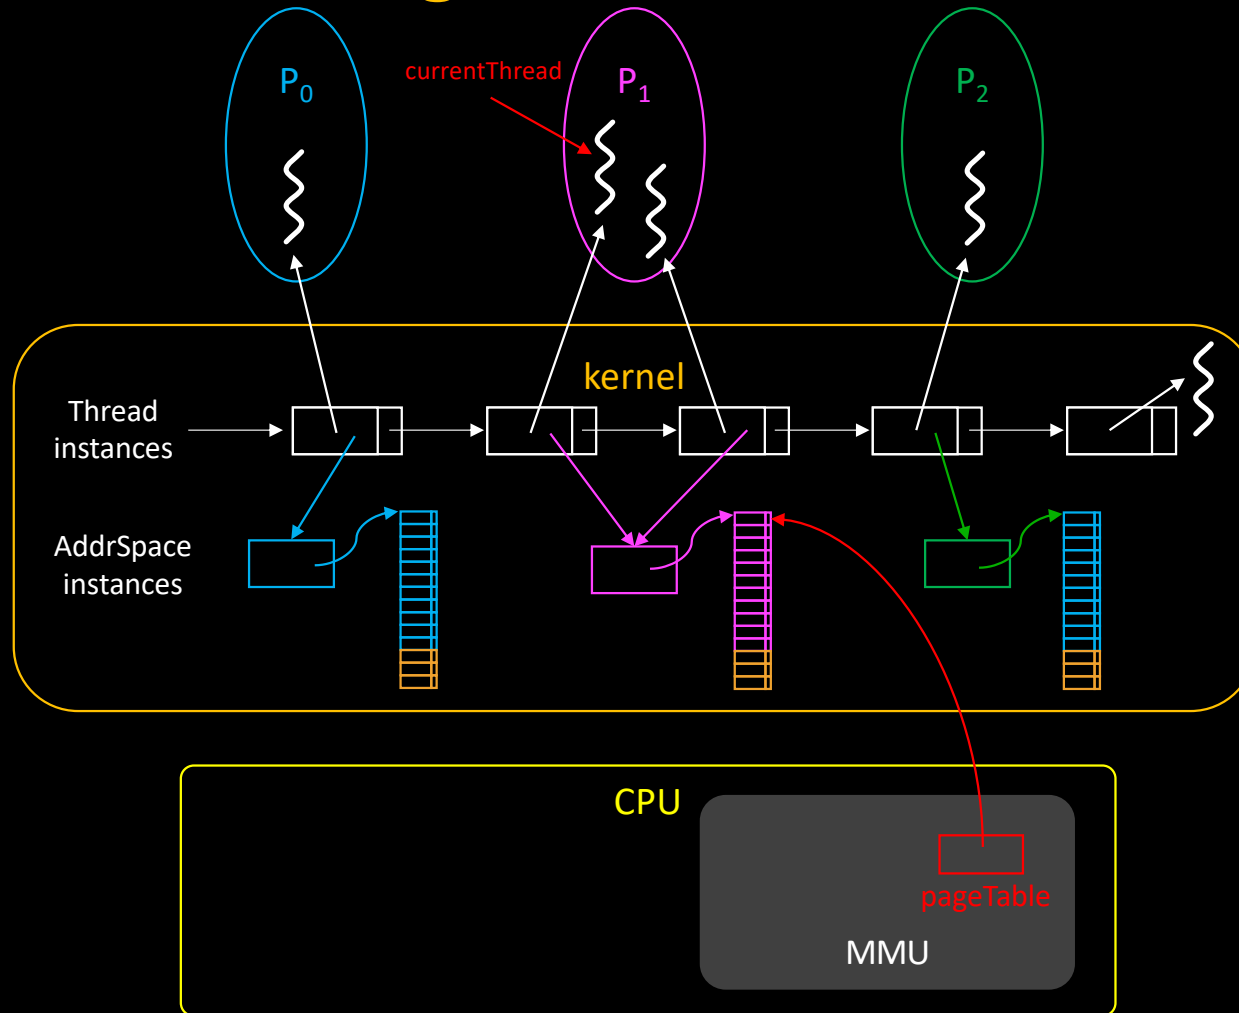 P0
currentThread
P1
P2
kernel
Thread
instances
AddrSpace
instances
CPU
pageTable
MMU